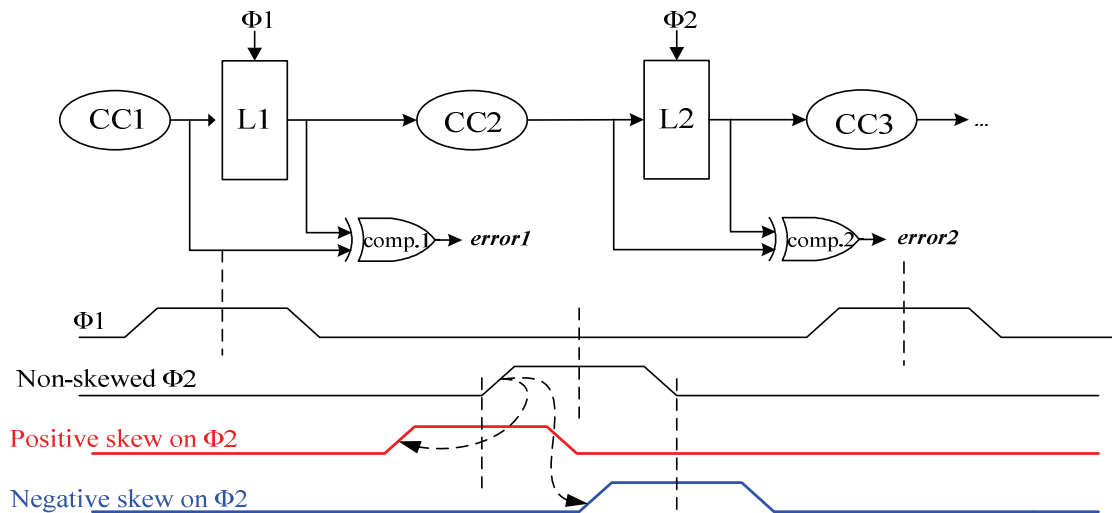 Φ1
Φ2
CC1
L1
CC2
L2
CC3
...
comp.1
error1
comp.2
error2
Φ1
Non-skewed Φ2
Positive skew on Φ2
Negative skew on Φ2